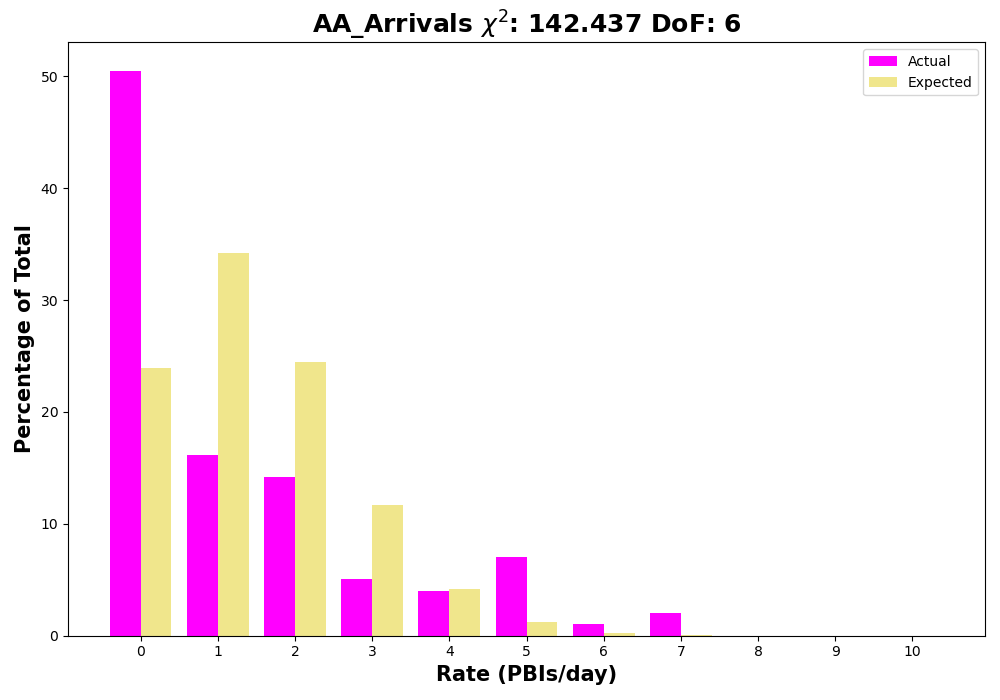 AA_Arrivals χ²: 142.437 DoF: 6
Actual
Expected
Percentage of Total
50
40
30
20
10
0
0 1 2 3 4 5 6 7 8 9 10
Rate (PBIs/day)